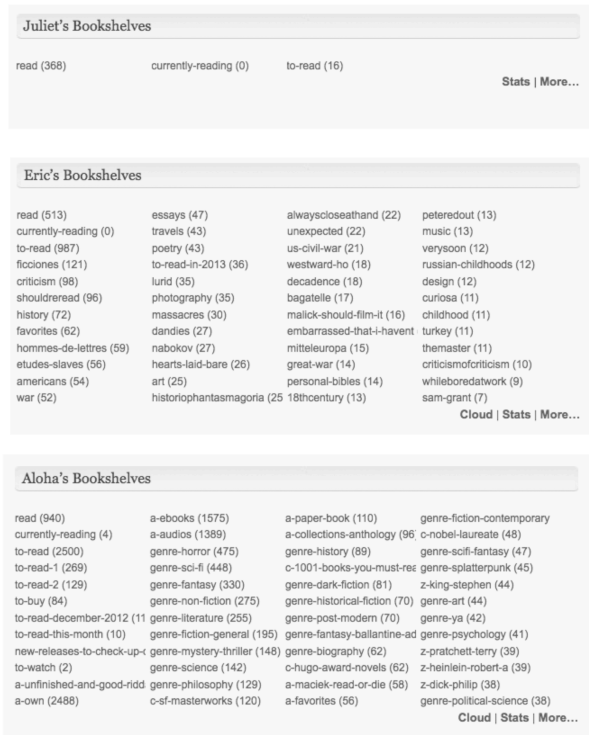 Juliet's Bookshelves
read (368) currently-reading (0) to-read (16)
Stats | More...
Eric's Bookshelves
read (513) essays (47) alwayscloseathand (22) peteredout (13)
currently-reading (0) travels (43) unexpected (22) music (13)
to-read (987) poetry (43) us-civil-war (21) verysoon (12)
ficciones (121) to-read-in-2013 (36) westward-ho (18) russian-childhoods (12)
criticism (98) lurid (35) decadence (18) design (12)
shouldreread (96) photography (35) bagatelle (17) curiosa (11)
history (72) massacres (30) malick-should-film-it (16) childhood (11)
favorites (62) dandies (27) embarrassed-that-i-havent turkey (11)
hommes-de-lettres (59) nabokov (27) mitteleuropa (15) themaster (11)
etudes-slaves (56) hearts-laid-bare (26) great-war (14) criticismofcriticism (10)
americans (54) art (25) personal-bibles (14) whileboredatwork (9)
war (52) historiophantasmagoria (25 18thcentury (13) sam-grant (7)
Cloud | Stats | More...
Aloha's Bookshelves
read (940) a-ebooks (1575) a-paper-book (110) genre-fiction-contemporary
currently-reading (4) a-audios (1389) a-collections-anthology (96 c-nobel-laureate (48)
to-read (2500) genre-horror (475) genre-history (89) genre-scifi-fantasy (47)
to-read-1 (269) genre-sci-fi (448) c-1001-books-you-must-rea genre-splatterpunk (45)
to-read-2 (129) genre-fantasy (330) genre-dark-fiction (81) z-king-stephen (44)
to-buy (84) genre-non-fiction (275) genre-historical-fiction (70) genre-art (44)
to-read-december-2012 (11 genre-literature (255) genre-post-modern (70) genre-ya (42)
to-read-this-month (10) genre-fiction-general (195) genre-fantasy-ballantine-ad genre-psychology (41)
new-releases-to-check-up-o genre-mystery-thriller (148) genre-biography (62) z-pratchett-terry (39)
to-watch (2) genre-science (142) c-hugo-award-novels (62) z-heinlein-robert-a (39)
a-unfinished-and-good-ridd genre-philosophy (129) a-maciek-read-or-die (58) z-dick-philip (38)
a-own (2488) c-sf-masterworks (120) a-favorites (56) genre-political-science (38)
Cloud | Stats | More...